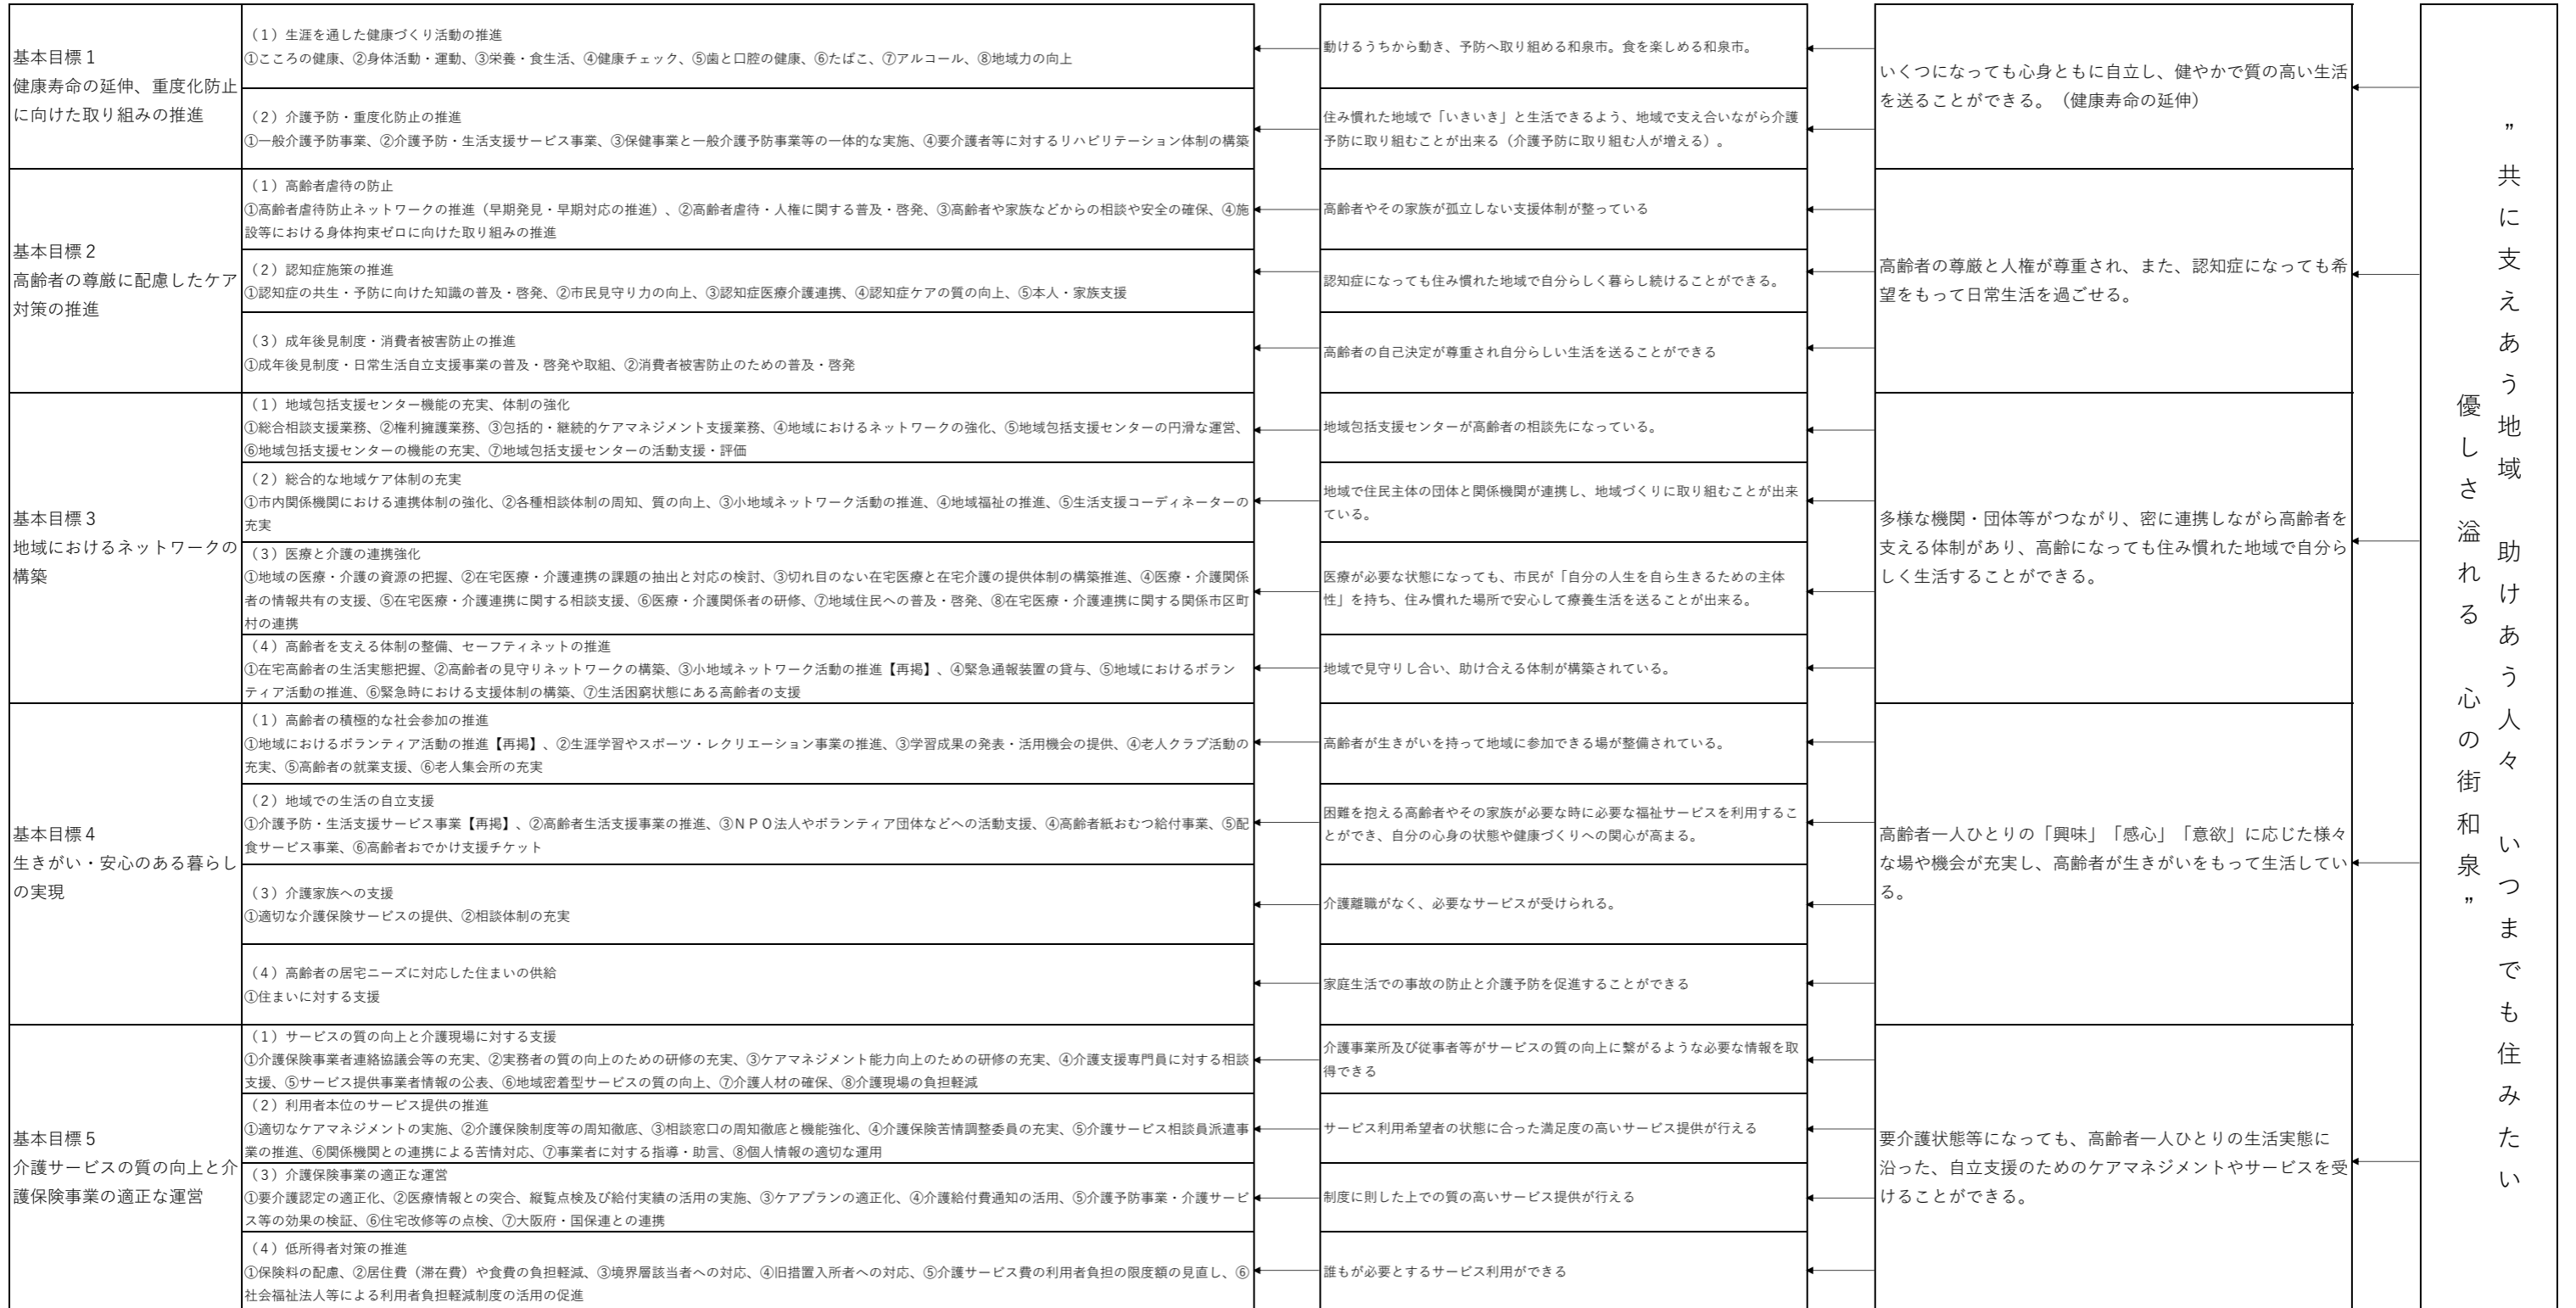 基本目標1
健康寿命の延伸、重度化防止
に向けた取り組みの推進
（1）生涯を通した健康づくり活動の推進
①こころの健康、②身体活動・運動、③栄養・食生活、④健康チェック、⑤歯と口腔の健康、⑥たばこ、⑦アルコール、⑧地域力の向上
動けるうちから動き、予防へ取り組める和泉市。食を楽しめる和泉市。
（2）介護予防・重度化防止の推進
①一般介護予防事業、②介護予防・生活支援サービス事業、③保健事業と一般介護予防事業等の一体的な実施、④要介護者等に対するリハビリテーション体制の構築
住み慣れた地域で「いきいき」と生活できるよう、地域で支え合いながら介護
予防に取り組むことが出来る（介護予防に取り組む人が増える）。
いくつになっても心身ともに自立し、健やかで質の高い生活
を送ることができる。（健康寿命の延伸）
基本目標2
高齢者の尊厳に配慮したケア
対策の推進
（1）高齢者虐待の防止
①高齢者虐待防止ネットワークの推進（早期発見・早期対応の推進）、②高齢者虐待・人権に関する普及・啓発、③高齢者や家族などからの相談や安全の確保、④施
設等における身体拘束ゼロに向けた取り組みの推進
高齢者やその家族が孤立しない支援体制が整っている
（2）認知症施策の推進
①認知症の共生・予防に向けた知識の普及・啓発、②市民見守り力の向上、③認知症医療介護連携、④認知症ケアの質の向上、⑤本人・家族支援
認知症になっても住み慣れた地域で自分らしく暮らし続けることができる。
（3）成年後見制度・消費者被害防止の推進
①成年後見制度・日常生活自立支援事業の普及・啓発や取組、②消費者被害防止のための普及・啓発
高齢者の自己決定が尊重され自分らしい生活を送ることができる
高齢者の尊厳と人権が尊重され、また、認知症になっても希
望をもって日常生活を過ごせる。
基本目標3
地域におけるネットワークの
構築
（1）地域包括支援センター機能の充実、体制の強化
①総合相談支援業務、②権利擁護業務、③包括的・継続的ケアマネジメント支援業務、④地域におけるネットワークの強化、⑤地域包括支援センターの円滑な運営、
⑥地域包括支援センターの機能の充実、⑦地域包括支援センターの活動支援・評価
地域包括支援センターが高齢者の相談先になっている。
（2）総合的な地域ケア体制の充実
①市内関係機関における連携体制の強化、②各種相談体制の周知、質の向上、③小地域ネットワーク活動の推進、④地域福祉の推進、⑤生活支援コーディネーターの
充実
地域で住民主体の団体と関係機関が連携し、地域づくりに取り組むことが出来
ている。
（3）医療と介護の連携強化
①地域の医療・介護の資源の把握、②在宅医療・介護連携の課題の抽出と対応の検討、③切れ目のない在宅医療と在宅介護の提供体制の構築推進、④医療・介護関係
者の情報共有の支援、⑤在宅医療・介護連携に関する相談支援、⑥医療・介護関係者の研修、⑦地域住民への普及・啓発、⑧在宅医療・介護連携に関する関係市区町
村の連携
医療が必要な状態になっても、市民が「自分の人生を自ら生きるための主体
性」を持ち、住み慣れた場所で安心して療養生活を送ることが出来る。
（4）高齢者を支える体制の整備、セーフティネットの推進
①在宅高齢者の生活実態把握、②高齢者の見守りネットワークの構築、③小地域ネットワーク活動の推進【再掲】、④緊急通報装置の貸与、⑤地域におけるボラン
ティア活動の推進、⑥緊急時における支援体制の構築、⑦生活困窮状態にある高齢者の支援
地域で見守りし合い、助け合える体制が構築されている。
多様な機関・団体等がつながり、密に連携しながら高齢者を
支える体制があり、高齢になっても住み慣れた地域で自分ら
しく生活することができる。
基本目標4
生きがい・安心のある暮らし
の実現
（1）高齢者の積極的な社会参加の推進
①地域におけるボランティア活動の推進【再掲】、②生涯学習やスポーツ・レクリエーション事業の推進、③学習成果の発表・活用機会の提供、④老人クラブ活動の
充実、⑤高齢者の就業支援、⑥老人集会所の充実
高齢者が生きがいを持って地域に参加できる場が整備されている。
（2）地域での生活の自立支援
①介護予防・生活支援サービス事業【再掲】、②高齢者生活支援事業の推進、③ＮＰＯ法人やボランティア団体などへの活動支援、④高齢者紙おむつ給付事業、⑤配
食サービス事業、⑥高齢者おでかけ支援チケット
困難を抱える高齢者やその家族が必要な時に必要な福祉サービスを利用するこ
とができ、自分の心身の状態や健康づくりへの関心が高まる。
（3）介護家族への支援
①適切な介護保険サービスの提供、②相談体制の充実
介護離職がなく、必要なサービスが受けられる。
（4）高齢者の居宅ニーズに対応した住まいの供給
①住まいに対する支援
家庭生活での事故の防止と介護予防を促進することができる
高齢者一人ひとりの「興味」「感心」「意欲」に応じた様々
な場や機会が充実し、高齢者が生きがいをもって生活してい
る。
基本目標5
介護サービスの質の向上と介
護保険事業の適正な運営
（1）サービスの質の向上と介護現場に対する支援
①介護保険事業者連絡協議会等の充実、②実務者の質の向上のための研修の充実、③ケアマネジメント能力向上のための研修の充実、④介護支援専門員に対する相談
支援、⑤サービス提供事業者情報の公表、⑥地域密着型サービスの質の向上、⑦介護人材の確保、⑧介護現場の負担軽減
介護事業所及び従事者等がサービスの質の向上に繋がるような必要な情報を取
得できる
（2）利用者本位のサービス提供の推進
①適切なケアマネジメントの実施、②介護保険制度等の周知徹底、③相談窓口の周知徹底と機能強化、④介護保険苦情調整委員の充実、⑤介護サービス相談員派遣事
業の推進、⑥関係機関との連携による苦情対応、⑦事業者に対する指導・助言、⑧個人情報の適切な運用
サービス利用希望者の状態に合った満足度の高いサービス提供が行える
（3）介護保険事業の適正な運営
①要介護認定の適正化、②医療情報との突合、縦覧点検及び給付実績の活用の実施、③ケアプランの適正化、④介護給付費通知の活用、⑤介護予防事業・介護サービ
ス等の効果の検証、⑥住宅改修等の点検、⑦大阪府・国保連との連携
制度に則した上での質の高いサービス提供が行える
（4）低所得者対策の推進
①保険料の配慮、②居住費（滞在費）や食費の負担軽減、③境界層該当者への対応、④旧措置入所者への対応、⑤介護サービス費の利用者負担の限度額の見直し、⑥
社会福祉法人等による利用者負担軽減制度の活用の促進
誰もが必要とするサービス利用ができる
要介護状態等になっても、高齢者一人ひとりの生活実態に
沿った、自立支援のためのケアマネジメントやサービスを受
けることができる。
”共に支えあう地域　助けあう人々　いつまでも住みたい
優しさ溢れる　心の街和泉”